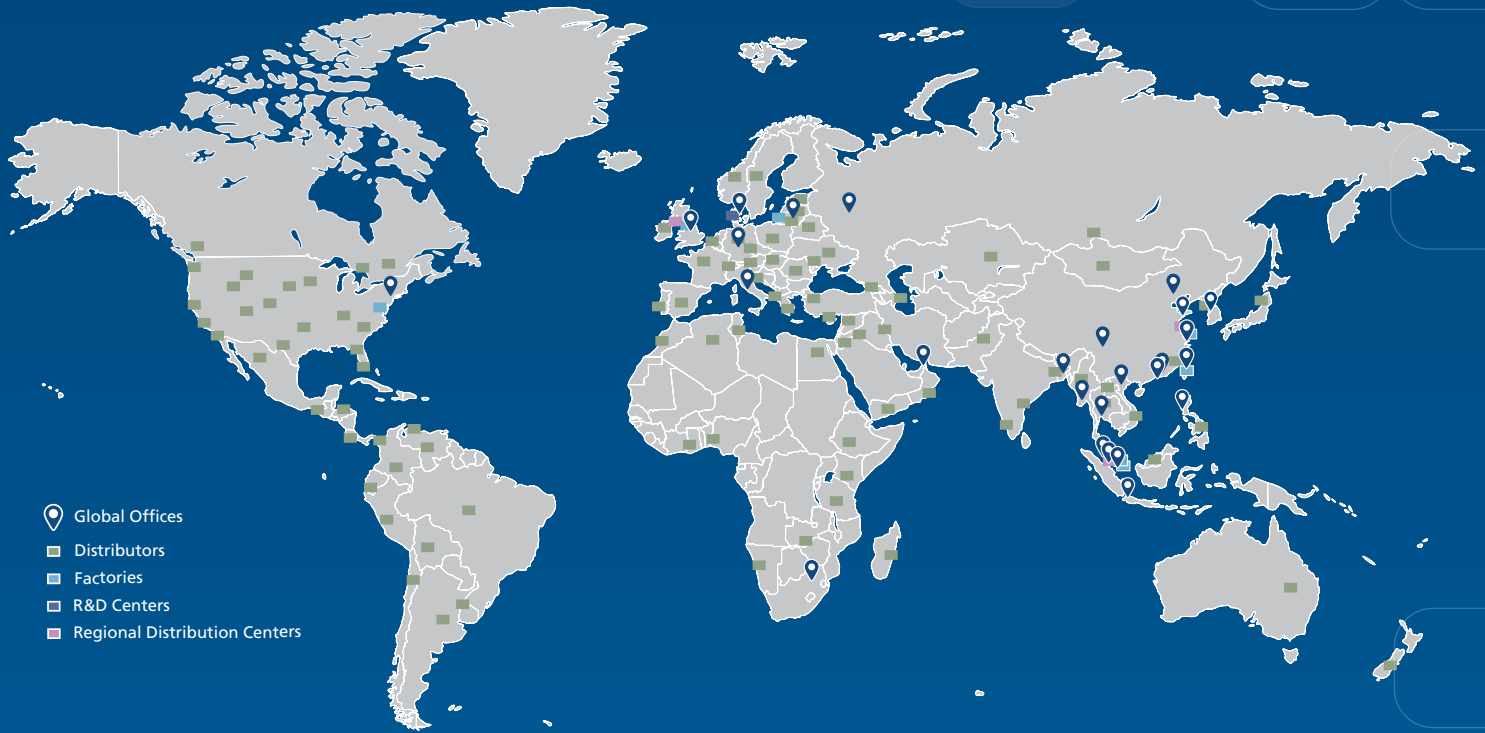 Global Offices
Distributors
Factories
R&D Centers
Regional Distribution Centers